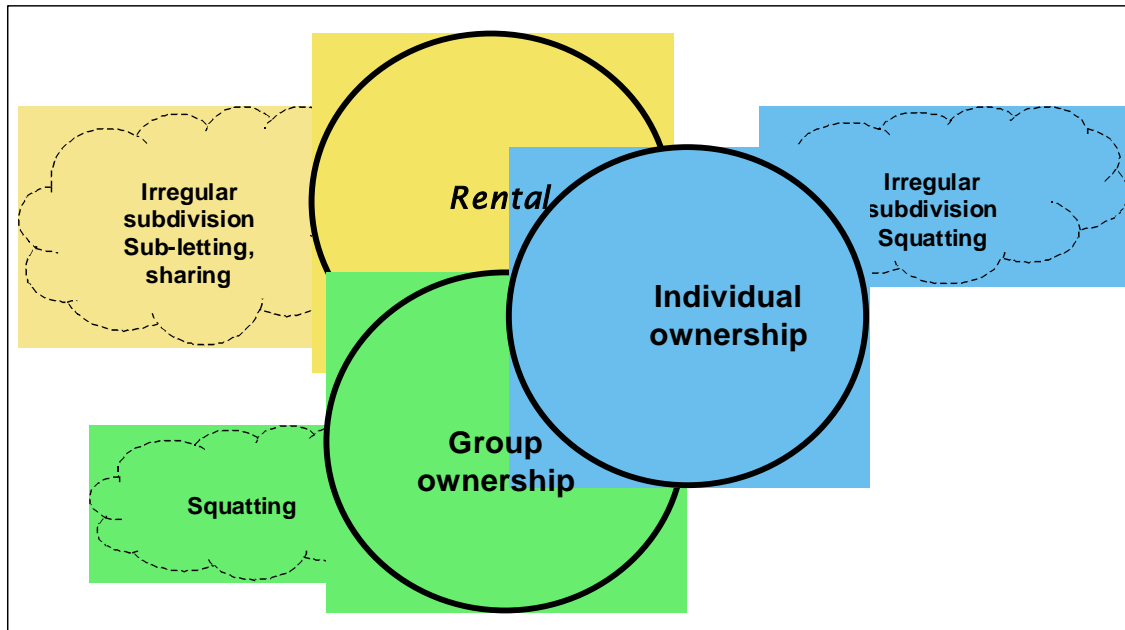 Irregular
subdivision
Sub-letting,
sharing
Rental
Irregular
subdivision
Squatting
Individual
ownership
Group
ownership
Squatting